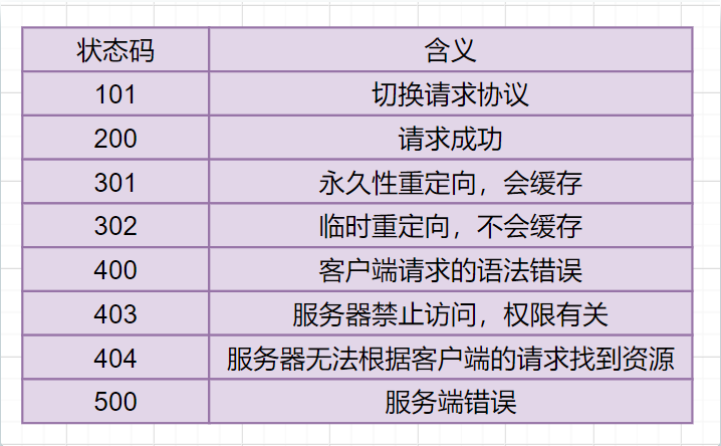 状态码 含义
101 切换请求协议
200 请求成功
301 永久性重定向，会缓存
302 临时重定向，不会缓存
400 客户端请求的语法错误
403 服务器禁止访问，权限有关
404 服务器无法根据客户端的请求找到资源
500 服务端错误